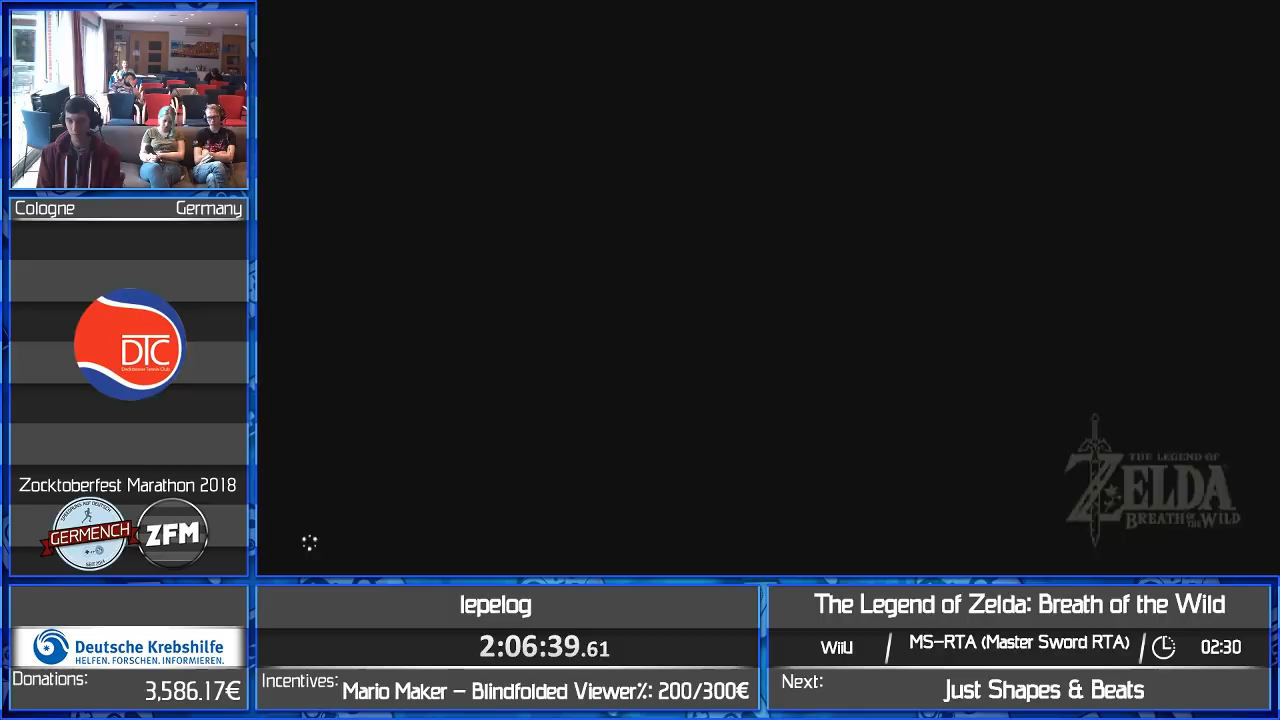 Cologne Germany
DTC
Zocktoberfest Marathon 2018
GERMENCH
SEIT 2014
ZFM
Deutsche Krebshilfe
HELFEN. FORSCHEN. INFORMIEREN.
Donations: 3,586.17€
lepelog
2:06:39.61
Incentives: Mario Maker – Blindfolded Viewer%: 200/300€
THE LEGEND OF
ZELDA
BREATH OF THE WILD
The Legend of Zelda: Breath of the Wild
WiiU / MS-RTA (Master Sword RTA) / 02:30
Next: Just Shapes & Beats